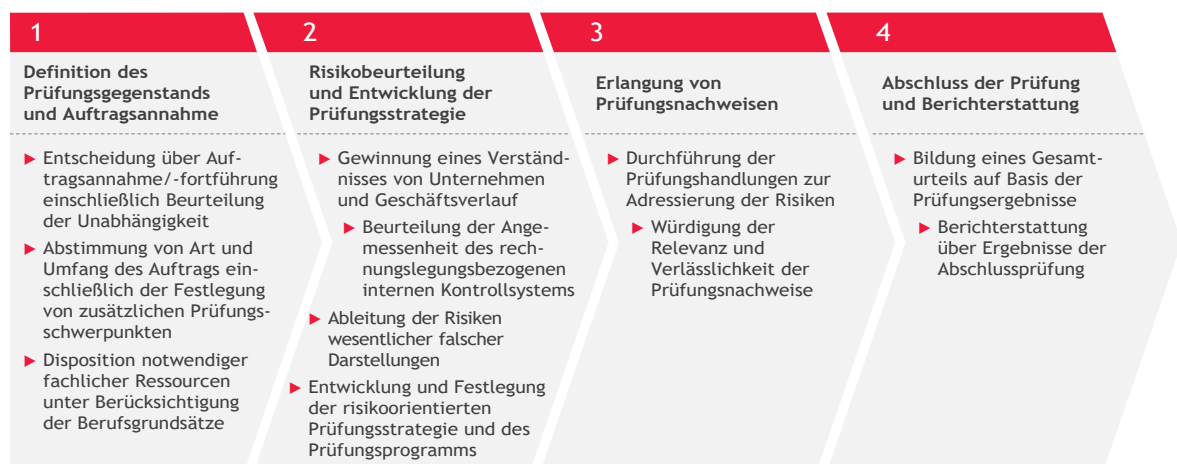 1
Definition des
Prüfungsgegenstands
und Auftragsannahme
► Entscheidung über Auf-
tragsannahme/-fortführung
einschließlich Beurteilung
der Unabhängigkeit
► Abstimmung von Art und
Umfang des Auftrags ein-
schließlich der Festlegung
von zusätzlichen Prüfungs-
schwerpunkten
► Disposition notwendiger
fachlicher Ressourcen
unter Berücksichtigung
der Berufsgrundsätze
2
Risikobeurteilung
und Entwicklung der
Prüfungsstrategie
► Gewinnung eines Verständ-
nisses von Unternehmen
und Geschäftsverlauf
► Beurteilung der Ange-
messenheit des rech-
nungslegungsbezogenen
internen Kontrollsystems
► Ableitung der Risiken
wesentlicher falscher
Darstellungen
► Entwicklung und Festlegung
der risikoorientierten
Prüfungsstrategie und des
Prüfungsprogramms
3
Erlangung von
Prüfungsnachweisen
► Durchführung der
Prüfungshandlungen zur
Adressierung der Risiken
► Würdigung der
Relevanz und
Verlässlichkeit der
Prüfungsnachweise
4
Abschluss der Prüfung
und Berichterstattung
► Bildung eines Gesamt-
urteils auf Basis der
Prüfungsergebnisse
► Berichterstattung
über Ergebnisse der
Abschlussprüfung